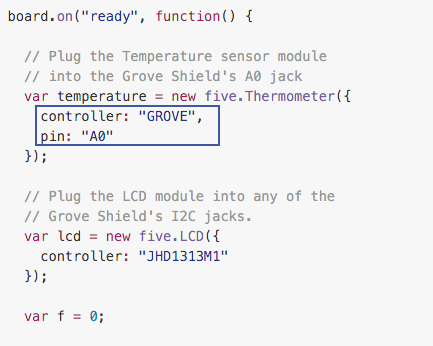 board.on("ready", function() {
// Plug the Temperature sensor module
// into the Grove Shield's A0 jack
var temperature = new five.Thermometer({
controller: "GROVE",
pin: "A0"
});
// Plug the LCD module into any of the
// Grove Shield's I2C jacks.
var lcd = new five.LCD({
controller: "JHD1313M1"
});
var f = 0;